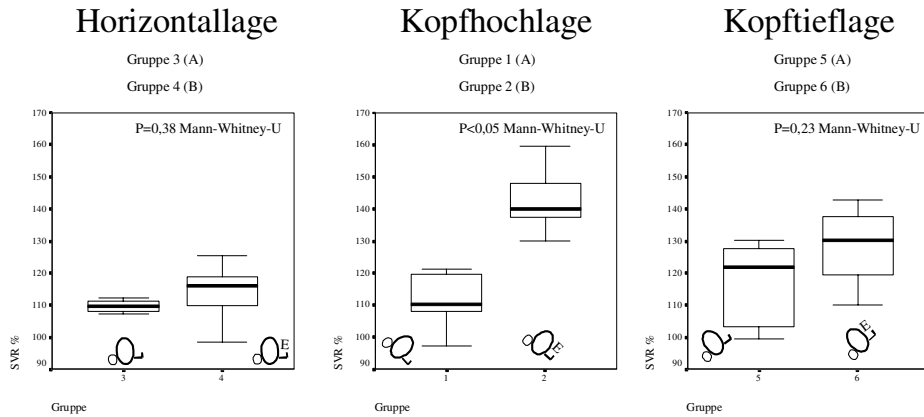 Horizontallage
Gruppe 3 (A)
Gruppe 4 (B)
170
160
150
140
130
120
110
100
90
SVR %
P=0,38 Mann-Whitney-U
O
L
O
L
E
3
4
Gruppe
Kopfhochlage
Gruppe 1 (A)
Gruppe 2 (B)
170
160
150
140
130
120
110
100
90
SVR %
P<0,05 Mann-Whitney-U
O
L
O
L
E
1
2
Gruppe
Kopftieflage
Gruppe 5 (A)
Gruppe 6 (B)
170
160
150
140
130
120
110
100
90
SVR %
P=0,23 Mann-Whitney-U
O
L
O
L
E
5
6
Gruppe